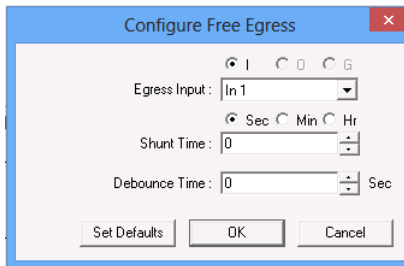 Configure Free Egress
I O G
Egress Input : In 1
Sec Min Hr
Shunt Time : 0
Debounce Time : 0 Sec
Set Defaults OK Cancel